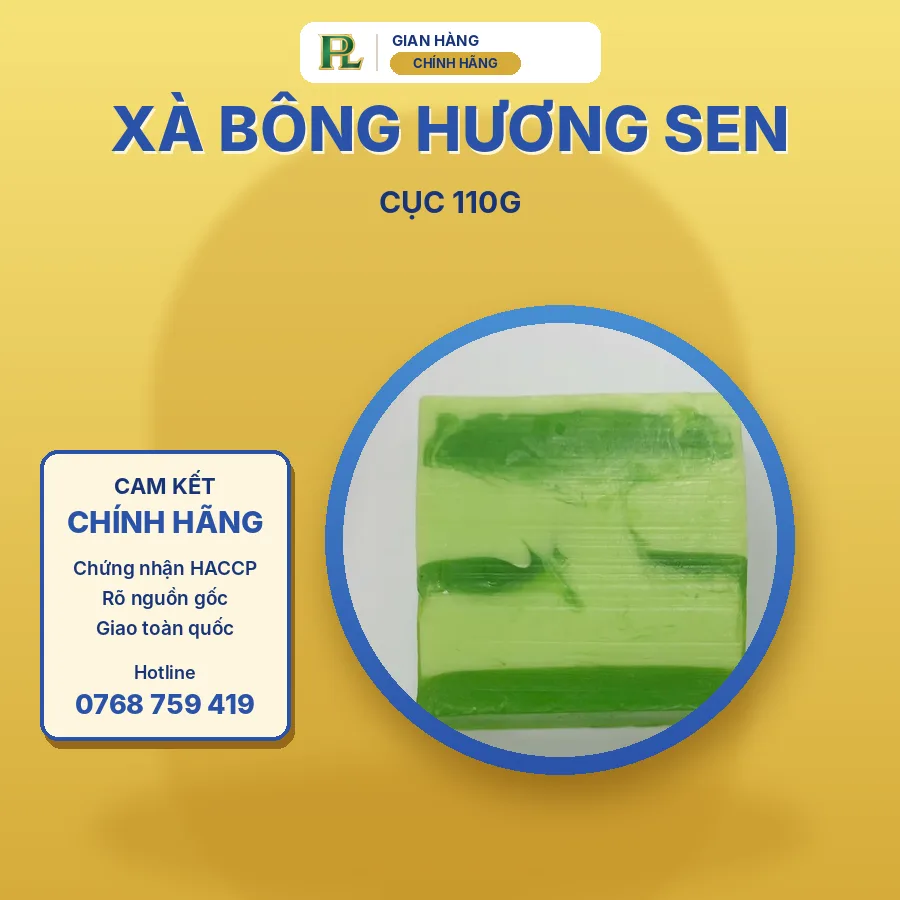 PL
GIAN HÀNG
CHÍNH HÃNG
XÀ BÔNG HƯƠNG SEN
CỤC 110G
CAM KẾT
CHÍNH HÃNG
Chứng nhận HACCP
Rõ nguồn gốc
Giao toàn quốc
Hotline
0768 759 419